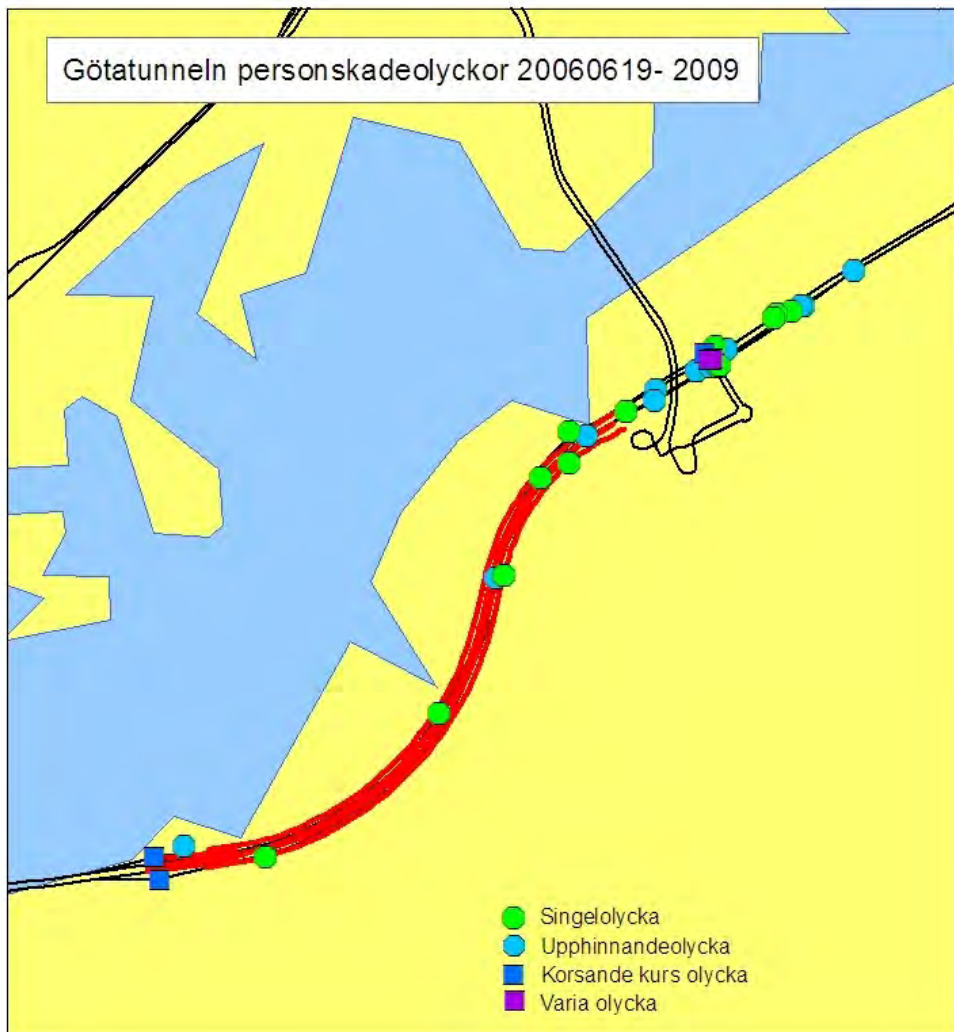 Götatunneln personskadeolyckor 20060619- 2009
Singelolycka
Upphinnandeolycka
Korsande kurs olycka
Varia olycka